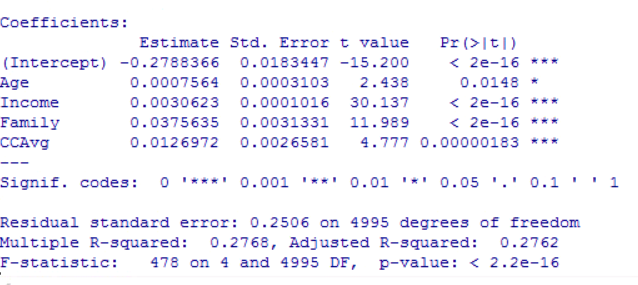 Coefficients:
Estimate Std. Error t value Pr(>|t|)
(Intercept) -0.2788366 0.0183447 -15.200 < 2e-16 ***
Age 0.0007564 0.0003103 2.438 0.0148 *
Income 0.0030623 0.0001016 30.137 < 2e-16 ***
Family 0.0375635 0.0031331 11.989 < 2e-16 ***
CCAvg 0.0126972 0.0026581 4.777 0.00000183 ***
---
Signif. codes: 0 '***' 0.001 '**' 0.01 '*' 0.05 '.' 0.1 ' ' 1
Residual standard error: 0.2506 on 4995 degrees of freedom
Multiple R-squared: 0.2768, Adjusted R-squared: 0.2762
F-statistic: 478 on 4 and 4995 DF, p-value: < 2.2e-16